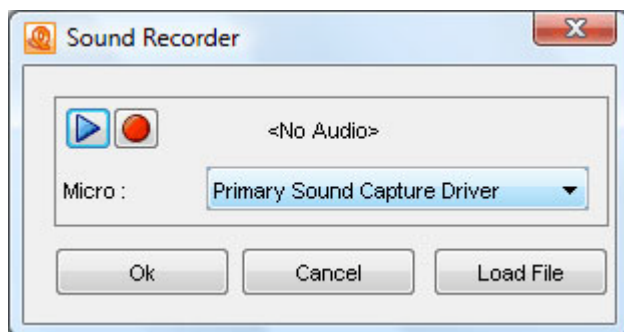 Sound Recorder
<No Audio>
Micro :
Primary Sound Capture Driver
Ok
Cancel
Load File